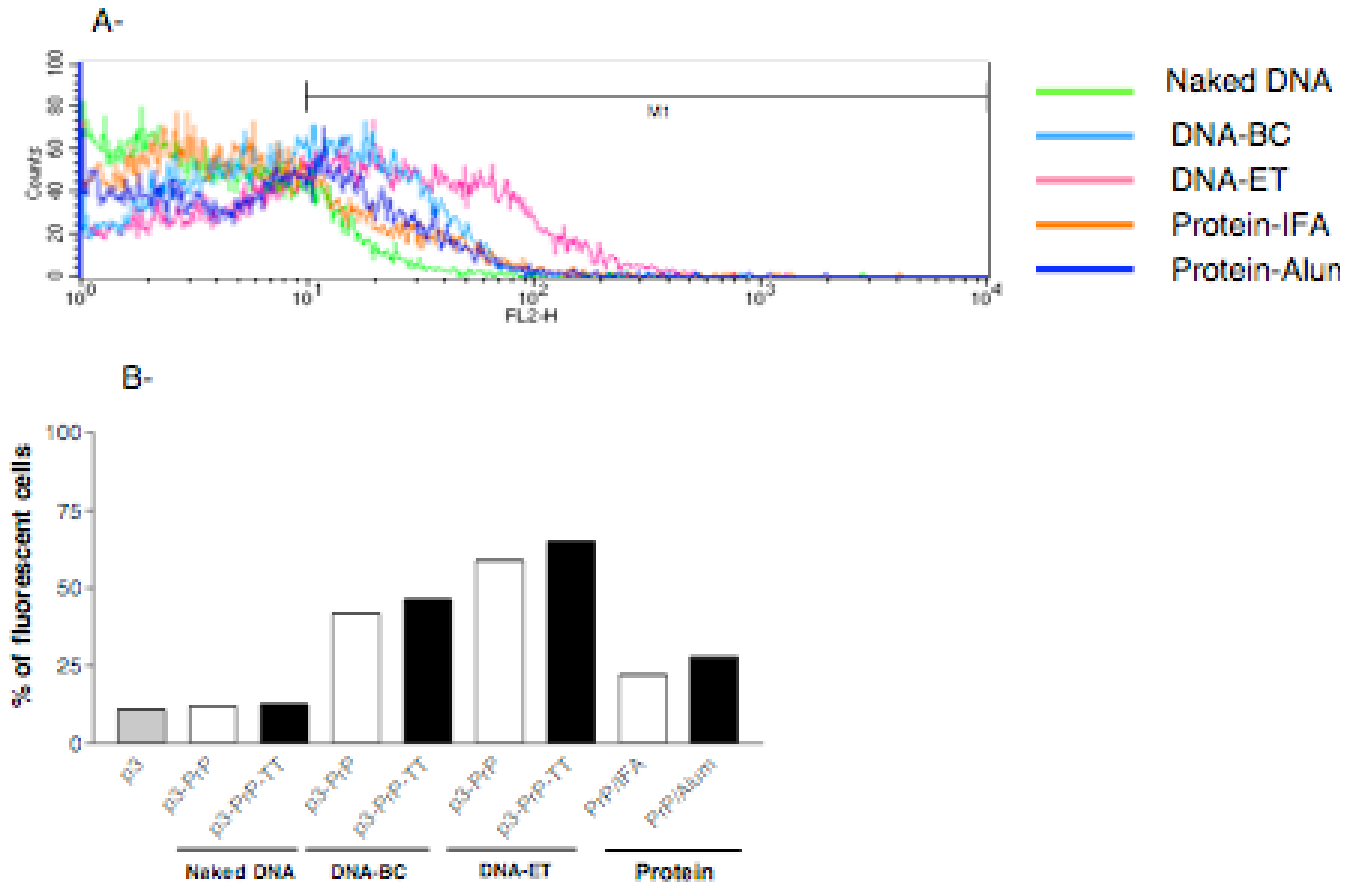 A-
100
80
60
40
20
0
Counts
M1
10^0 10^1 10^2 10^3 10^4
FL2-H
Naked DNA
DNA-BC
DNA-ET
Protein-IFA
Protein-Alun
B-
% of fluorescent cells
100
75
50
25
0
p3
p3-PrP
p3-PrP-TT
p3-PrP
p3-PrP-TT
p3-PrP
p3-PrP-TT
PrP/IFA
PrP/Alum
Naked DNA
DNA-BC
DNA-ET
Protein